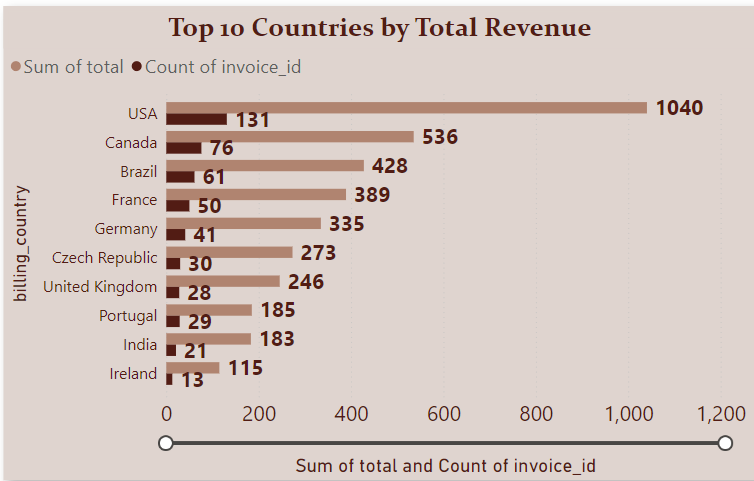 Top 10 Countries by Total Revenue
Sum of total Count of invoice_id
billing_country
USA 1040
131
Canada 536
76
Brazil 428
61
France 389
50
Germany 335
41
Czech Republic 273
30
United Kingdom 246
28
Portugal 185
29
India 183
21
Ireland 115
13
0 200 400 600 800 1,000 1,200
Sum of total and Count of invoice_id